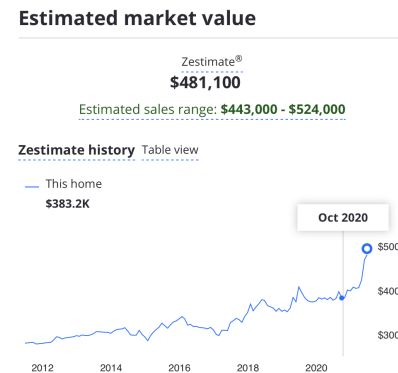 Estimated market value
Zestimate®
$481,100
Estimated sales range: $443,000 - $524,000
Zestimate history Table view
This home
$383.2K
Oct 2020
$500
$400
$300
2012 2014 2016 2018 2020